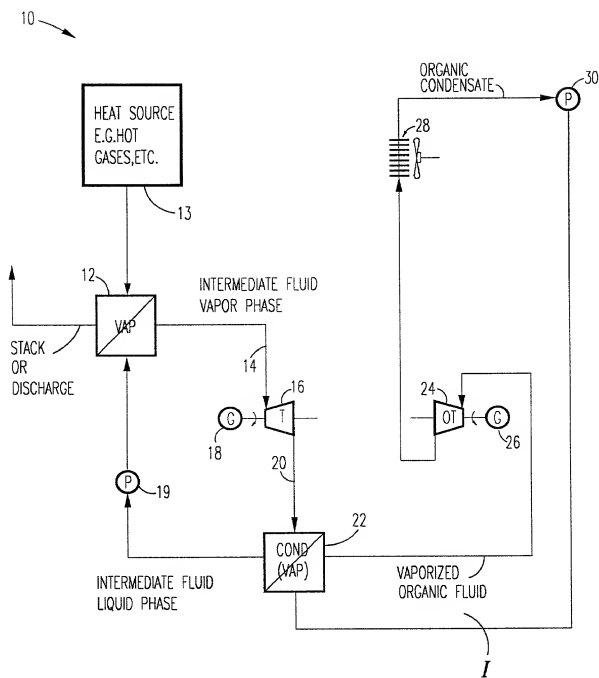 10
ORGANIC
CONDENSATE
P
30
28
HEAT SOURCE
E.G.HOT
GASES,ETC.
13
12
VAP
INTERMEDIATE FLUID
VAPOR PHASE
STACK
OR
DISCHARGE
14
16
G
T
18
20
24
OT
G
26
P
19
22
COND
(VAP)
INTERMEDIATE FLUID
LIQUID PHASE
VAPORIZED
ORGANIC FLUID
I